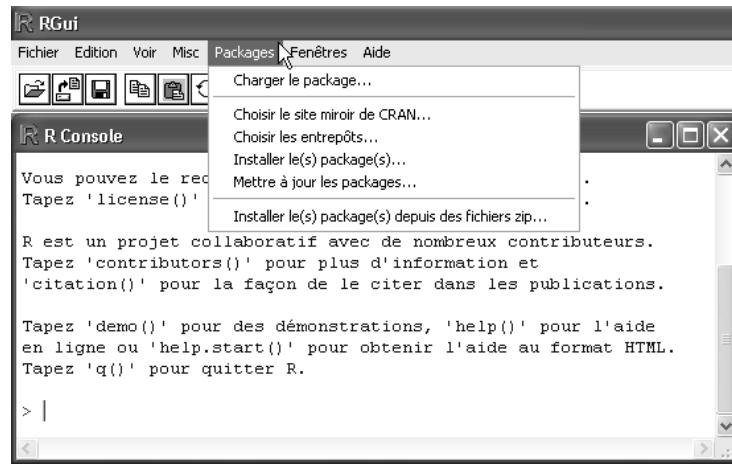 RGui
Fichier Edition Voir Misc Packages Fenêtres Aide
Charger le package...
Choisir le site miroir de CRAN...
Choisir les entrepôts...
Installer le(s) package(s)...
Mettre à jour les packages...
Installer le(s) package(s) depuis des fichiers zip...
R Console
Vous pouvez le .
Tapez 'license()' .
R est un projet collaboratif avec de nombreux contributeurs.
Tapez 'contributors()' pour plus d'information et
'citation()' pour la façon de le citer dans les publications.
Tapez 'demo()' pour des démonstrations, 'help()' pour l'aide
en ligne ou 'help.start()' pour obtenir l'aide au format HTML.
Tapez 'q()' pour quitter R.
>